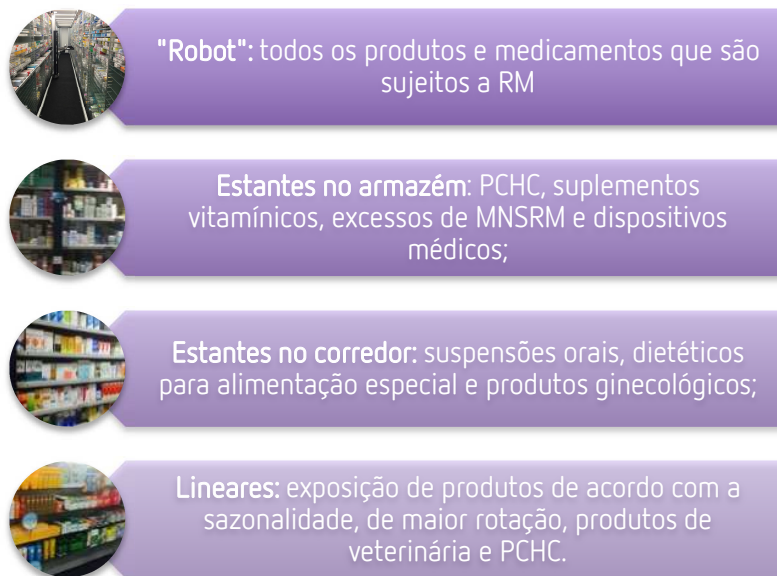 "Robot": todos os produtos e medicamentos que são
sujeitos a RM
Estantes no armazém: PCHC, suplementos
vitamínicos, excessos de MNSRM e dispositivos
médicos;
Estantes no corredor: suspensões orais, dietéticos
para alimentação especial e produtos ginecológicos;
Lineares: exposição de produtos de acordo com a
sazonalidade, de maior rotação, produtos de
veterinária e PCHC.